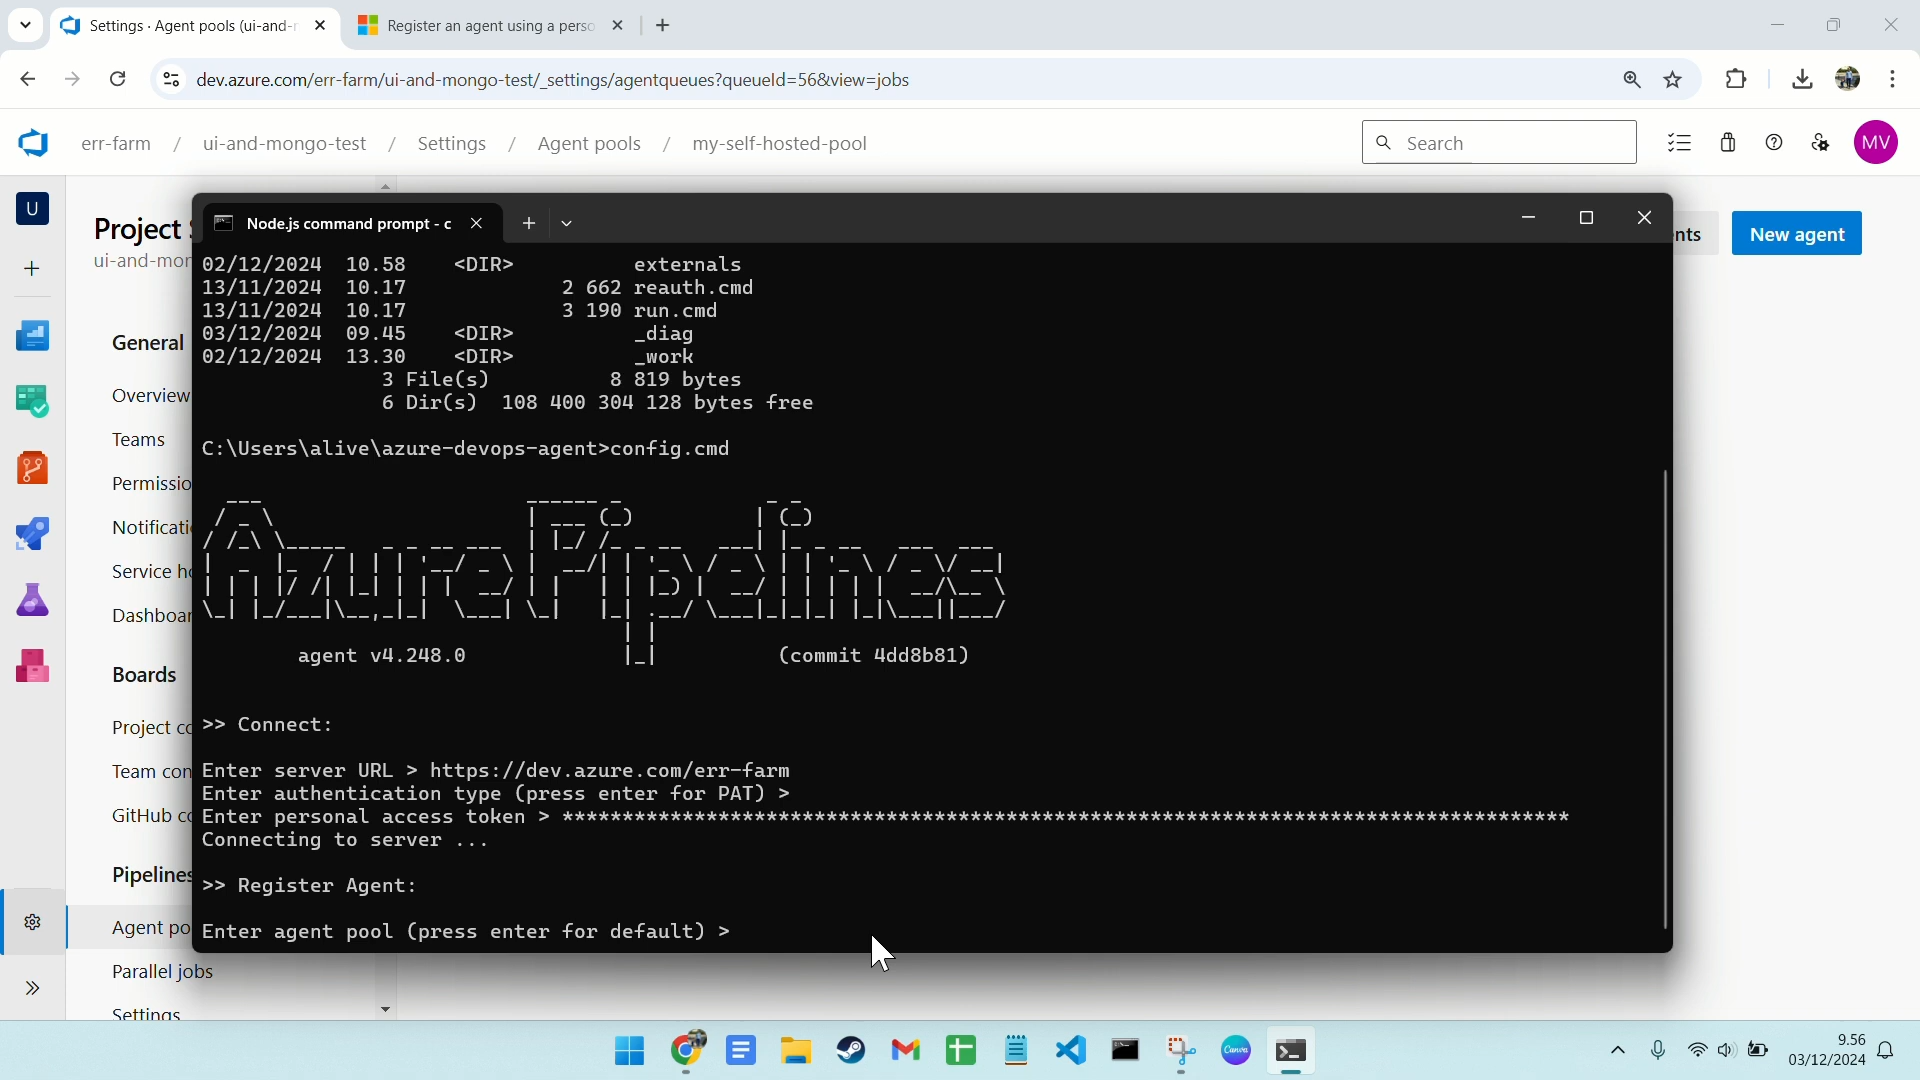 Settings · Agent pools (ui-and-
Register an agent using a perso
dev.azure.com/err-farm/ui-and-mongo-test/_settings/agentqueues?queueId=56&view=jobs
err-farm / ui-and-mongo-test / Settings / Agent pools / my-self-hosted-pool
Search
MV
U
Project
ui-and-mon
nts
New agent
General
Overview
Teams
Permissio
Notificati
Service
Dashboar
Boards
Project co
Team con
GitHub co
Pipelines
Agent po
Parallel jobs
Settings
Node.js command prompt - c
02/12/2024 10.58 <DIR> externals
13/11/2024 10.17 2 662 reauth.cmd
13/11/2024 10.17 3 190 run.cmd
03/12/2024 09.45 <DIR> _diag
02/12/2024 13.30 <DIR> _work
3 File(s) 8 819 bytes
6 Dir(s) 108 400 304 128 bytes free
C:\Users\alive\azure-devops-agent>config.cmd
Azure Pipelines
agent v4.248.0 (commit 4dd8b81)
>> Connect:
Enter server URL > https://dev.azure.com/err-farm
Enter authentication type (press enter for PAT) >
Enter personal access token > ************************************************************************************
Connecting to server ...
>> Register Agent:
Enter agent pool (press enter for default) >
Canva
9.56
03/12/2024